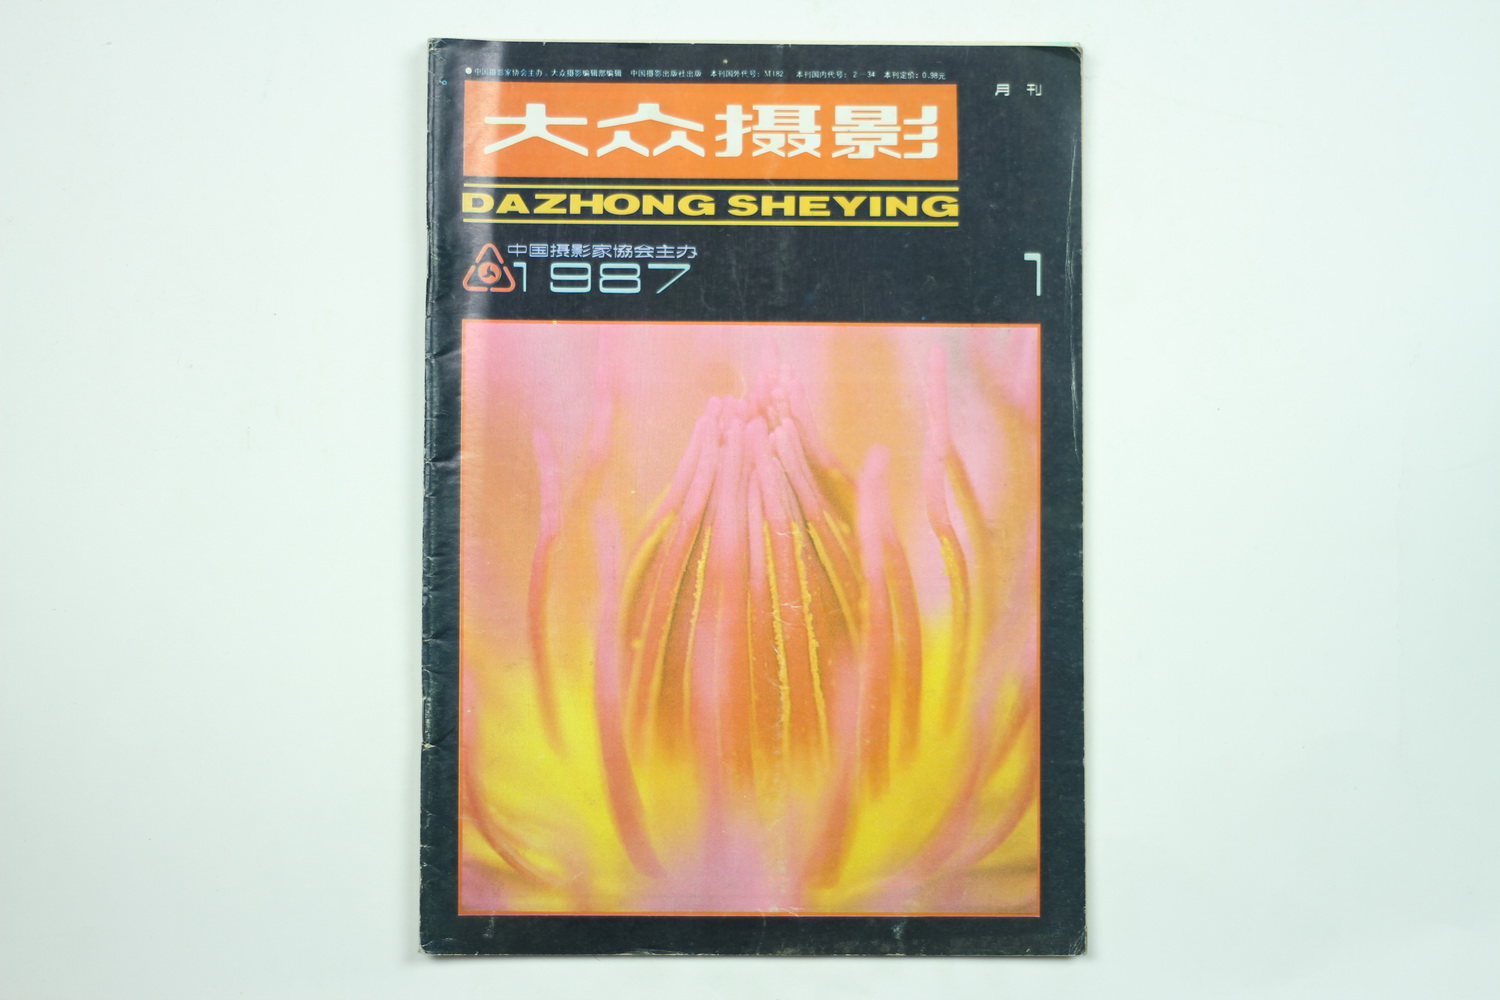 中国摄影家协会主办、大众摄影编辑部编辑 中国摄影出版社出版 本刊国外代号：M182 本刊国内代号：2—34 本刊定价：0.98元
月刊
大众摄影
DAZHONG SHEYING
中国摄影家協会主办
1987
1